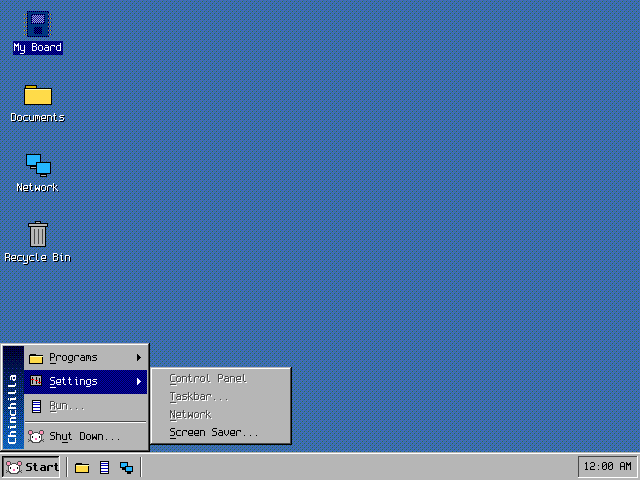 My Board
Documents
Network
Recycle Bin
Chinchilla
Programs
Settings
Run...
Shut Down...
Control Panel
Taskbar...
Network
Screen Saver...
Start
12:00 AM